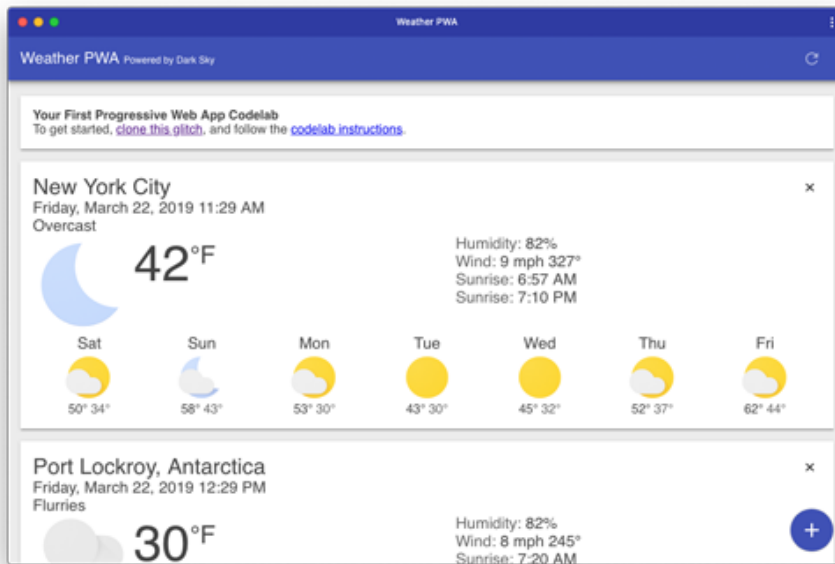 Weather PWA
Weather PWA Powered by Dark Sky
Your First Progressive Web App Codelab
To get started, clone this glitch, and follow the codelab instructions.
New York City
Friday, March 22, 2019 11:29 AM
Overcast
42°F
Humidity: 82%
Wind: 9 mph 327°
Sunrise: 6:57 AM
Sunrise: 7:10 PM
Sat Sun Mon Tue Wed Thu Fri
50° 34° 58° 43° 53° 30° 43° 30° 45° 32° 52° 37° 62° 44°
Port Lockroy, Antarctica
Friday, March 22, 2019 12:29 PM
Flurries
30°F
Humidity: 82%
Wind: 8 mph 245°
Sunrise: 7:20 AM